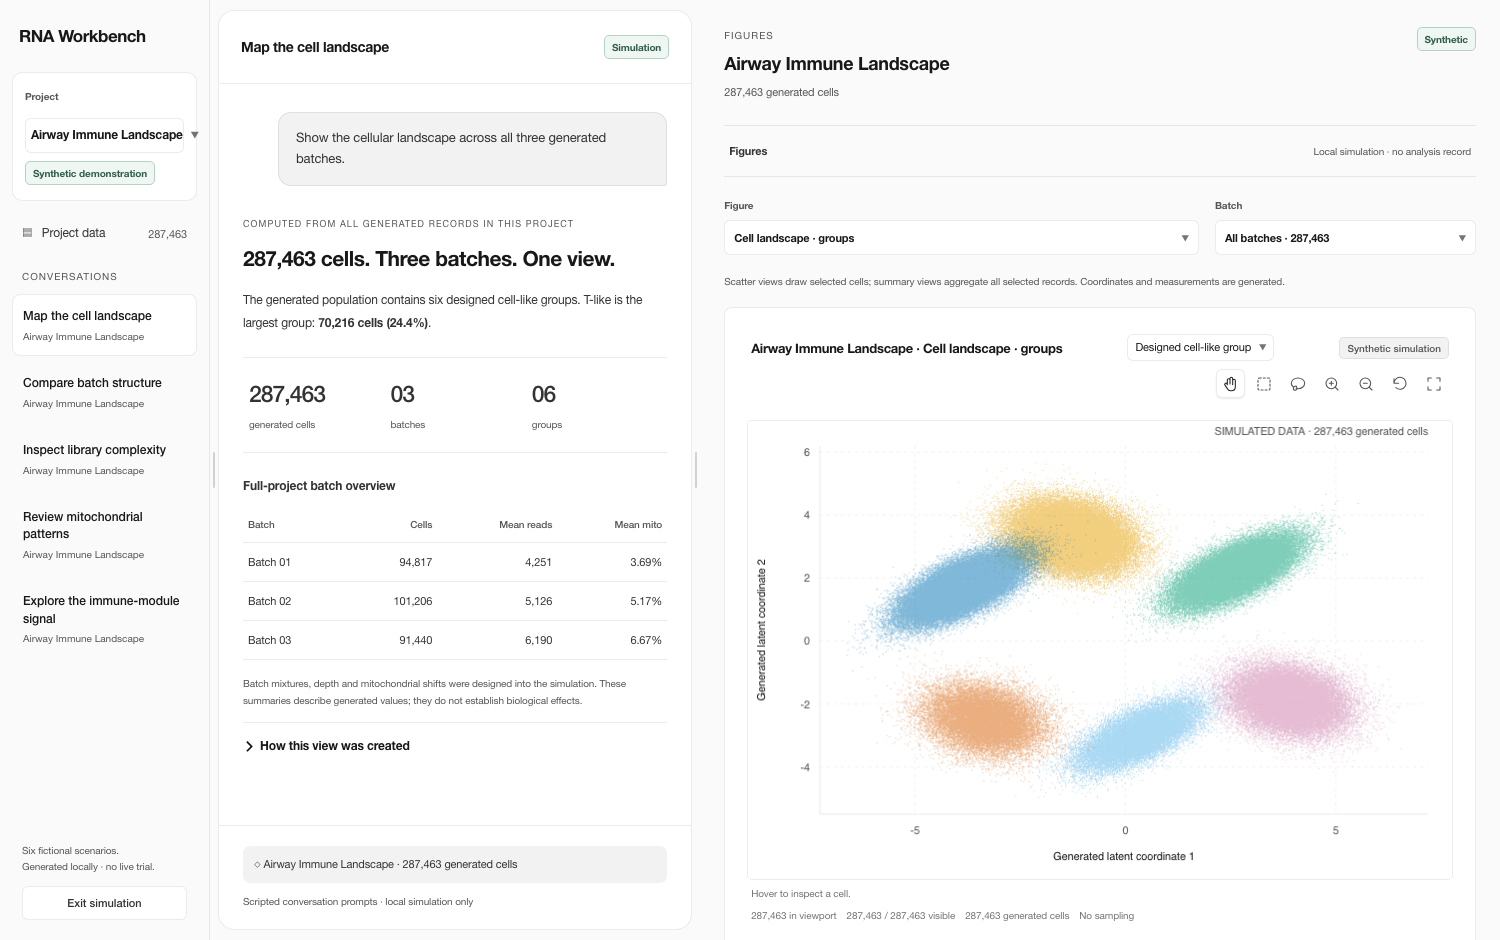 RNA Workbench
Project
Airway Immune Landscape
Synthetic demonstration
Project data 287,463
CONVERSATIONS
Map the cell landscape
Airway Immune Landscape
Compare batch structure
Airway Immune Landscape
Inspect library complexity
Airway Immune Landscape
Review mitochondrial
patterns
Airway Immune Landscape
Explore the immune-module
signal
Airway Immune Landscape
Six fictional scenarios.
Generated locally · no live trial.
Exit simulation
Map the cell landscape
Simulation
Show the cellular landscape across all three generated
batches.
COMPUTED FROM ALL GENERATED RECORDS IN THIS PROJECT
287,463 cells. Three batches. One view.
The generated population contains six designed cell-like groups. T-like is the
largest group: 70,216 cells (24.4%).
287,463 03 06
generated cells batches groups
Full-project batch overview
Batch Cells Mean reads Mean mito
Batch 01 94,817 4,251 3.69%
Batch 02 101,206 5,126 5.17%
Batch 03 91,440 6,190 6.67%
Batch mixtures, depth and mitochondrial shifts were designed into the simulation. These
summaries describe generated values; they do not establish biological effects.
How this view was created
Airway Immune Landscape · 287,463 generated cells
Scripted conversation prompts · local simulation only
FIGURES
Synthetic
Airway Immune Landscape
287,463 generated cells
Figures
Local simulation · no analysis record
Figure Batch
Cell landscape · groups All batches · 287,463
Scatter views draw selected cells; summary views aggregate all selected records. Coordinates and measurements are generated.
Airway Immune Landscape · Cell landscape · groups
Designed cell-like group
Synthetic simulation
SIMULATED DATA · 287,463 generated cells
6
4
2
0
-2
-4
Generated latent coordinate 2
-5 0 5
Generated latent coordinate 1
Hover to inspect a cell.
287,463 in viewport 287,463 / 287,463 visible 287,463 generated cells No sampling